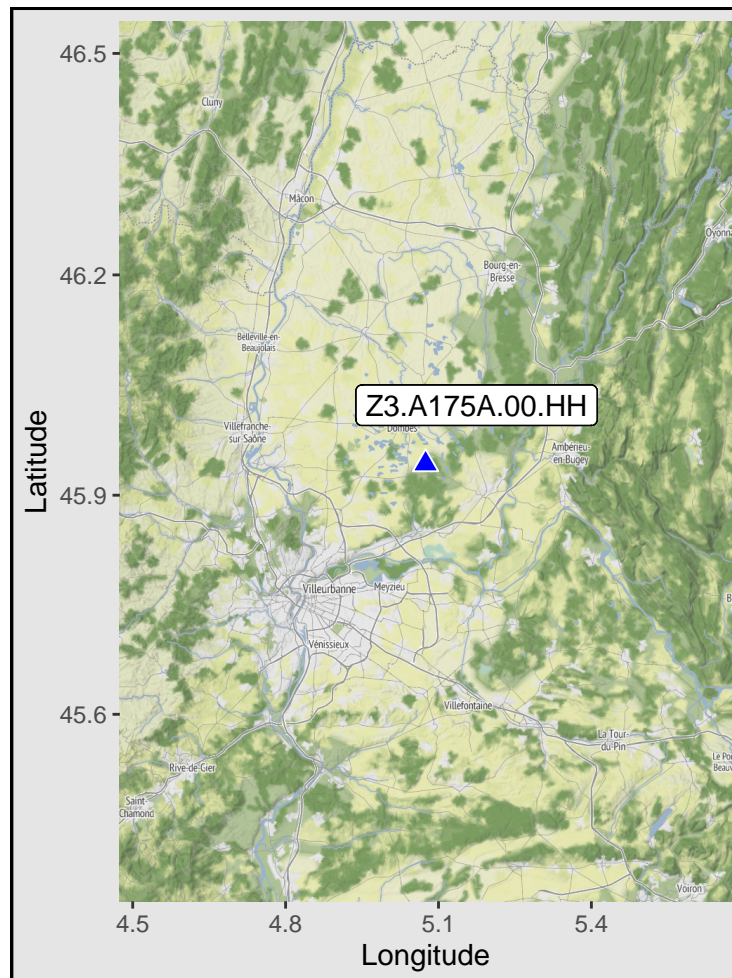 46.5
Cluny
Mâcon
46.2
Bourg-en-
Bresse
Belleville-en-
Beaujolais
Z3.A175A.00.HH
Dombes
Villefranche-
sur-Saône
Ambérieu-
en-Bugey
Latitude
45.9
Villeurbanne
Meyzieu
Vénissieux
45.6
Villefontaine
La Tour-
du-Pin
Rive-de-Gier
Saint-
Chamond
Voiron
4.5
4.8
5.1
5.4
Longitude